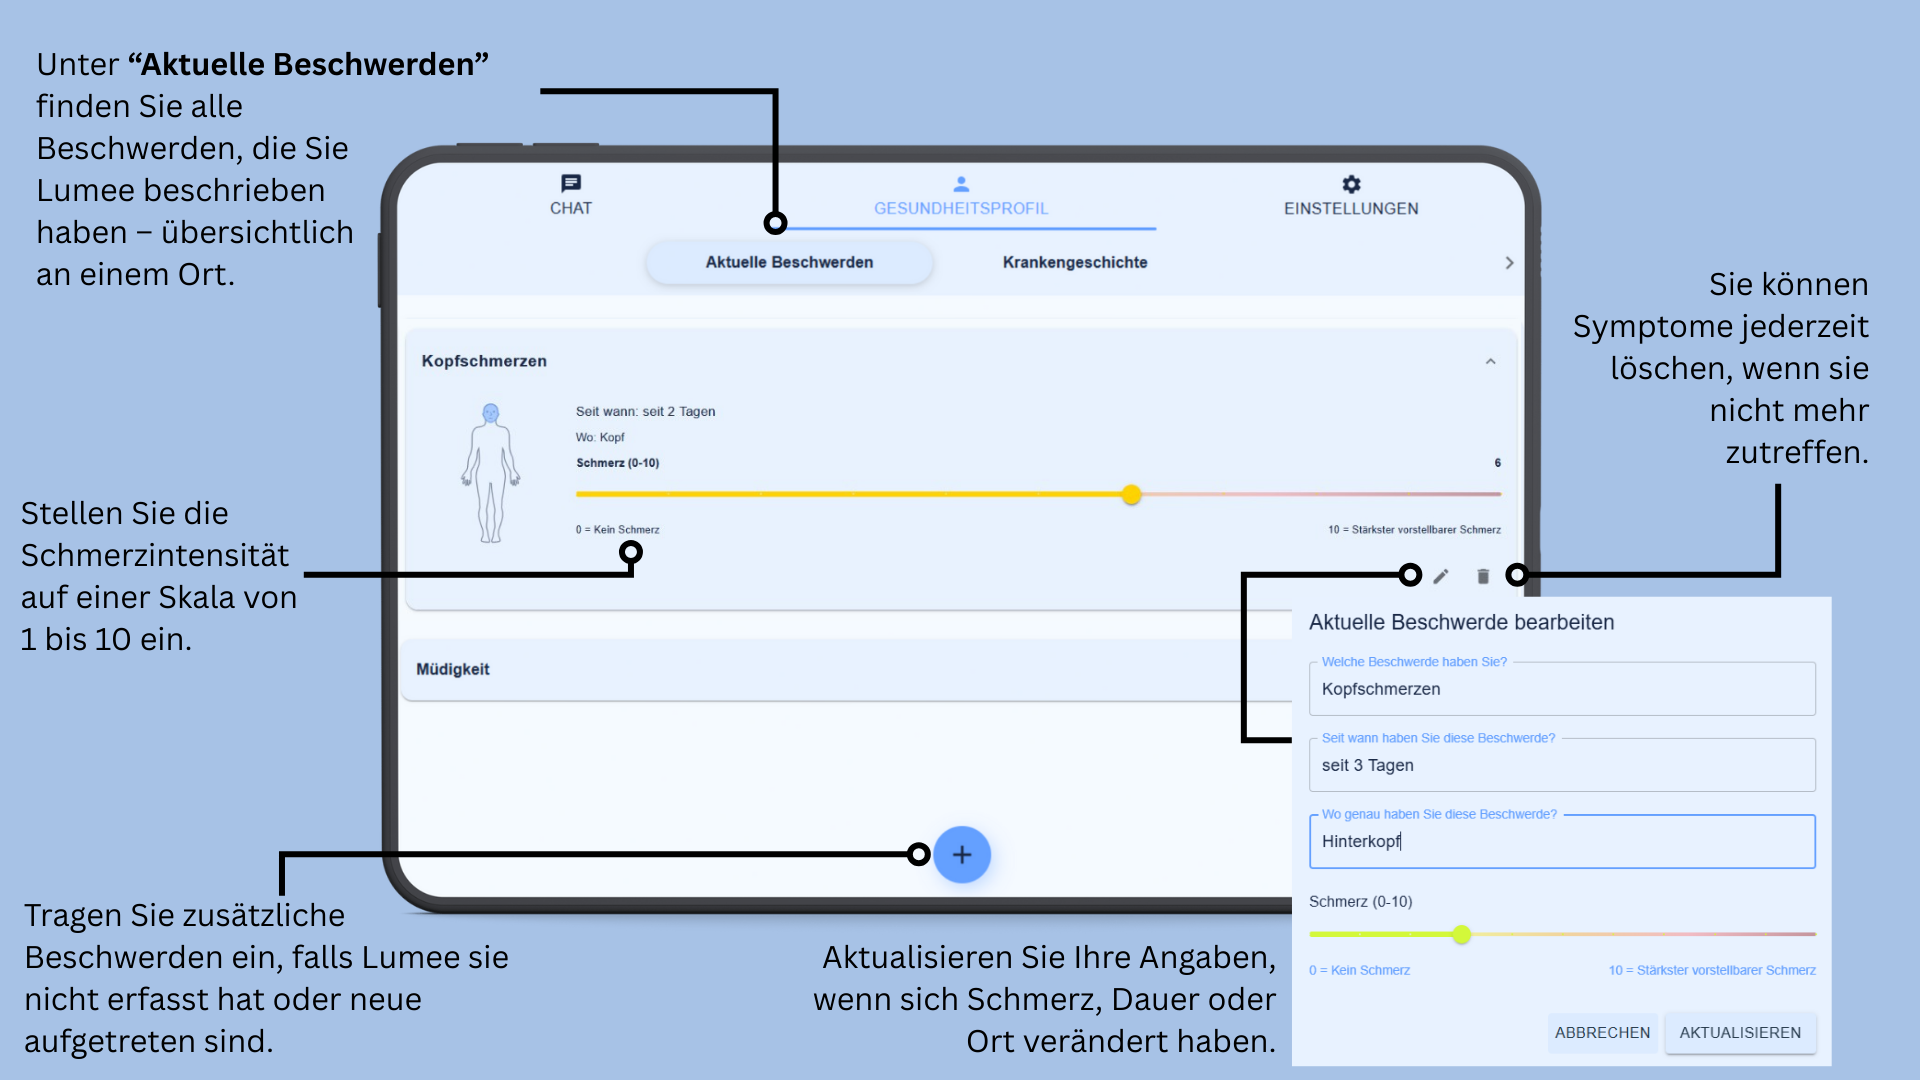 Unter “Aktuelle Beschwerden”
finden Sie alle
Beschwerden, die Sie
Lumee beschrieben
haben – übersichtlich
an einem Ort.
CHAT
GESUNDHEITSPROFIL
EINSTELLUNGEN
Aktuelle Beschwerden
Krankengeschichte
Sie können
Symptome jederzeit
löschen, wenn sie
nicht mehr
zutreffen.
Kopfschmerzen
Seit wann: seit 2 Tagen
Wo: Kopf
Schmerz (0-10)
6
0 = Kein Schmerz
10 = Stärkster vorstellbarer Schmerz
Stellen Sie die
Schmerzintensität
auf einer Skala von
1 bis 10 ein.
Müdigkeit
Aktuelle Beschwerde bearbeiten
Welche Beschwerde haben Sie?
Kopfschmerzen
Seit wann haben Sie diese Beschwerde?
seit 3 Tagen
Wo genau haben Sie diese Beschwerde?
Hinterkopf
Schmerz (0-10)
0 = Kein Schmerz
10 = Stärkster vorstellbarer Schmerz
ABBRECHEN
AKTUALISIEREN
Tragen Sie zusätzliche
Beschwerden ein, falls Lumee sie
nicht erfasst hat oder neue
aufgetreten sind.
Aktualisieren Sie Ihre Angaben,
wenn sich Schmerz, Dauer oder
Ort verändert haben.